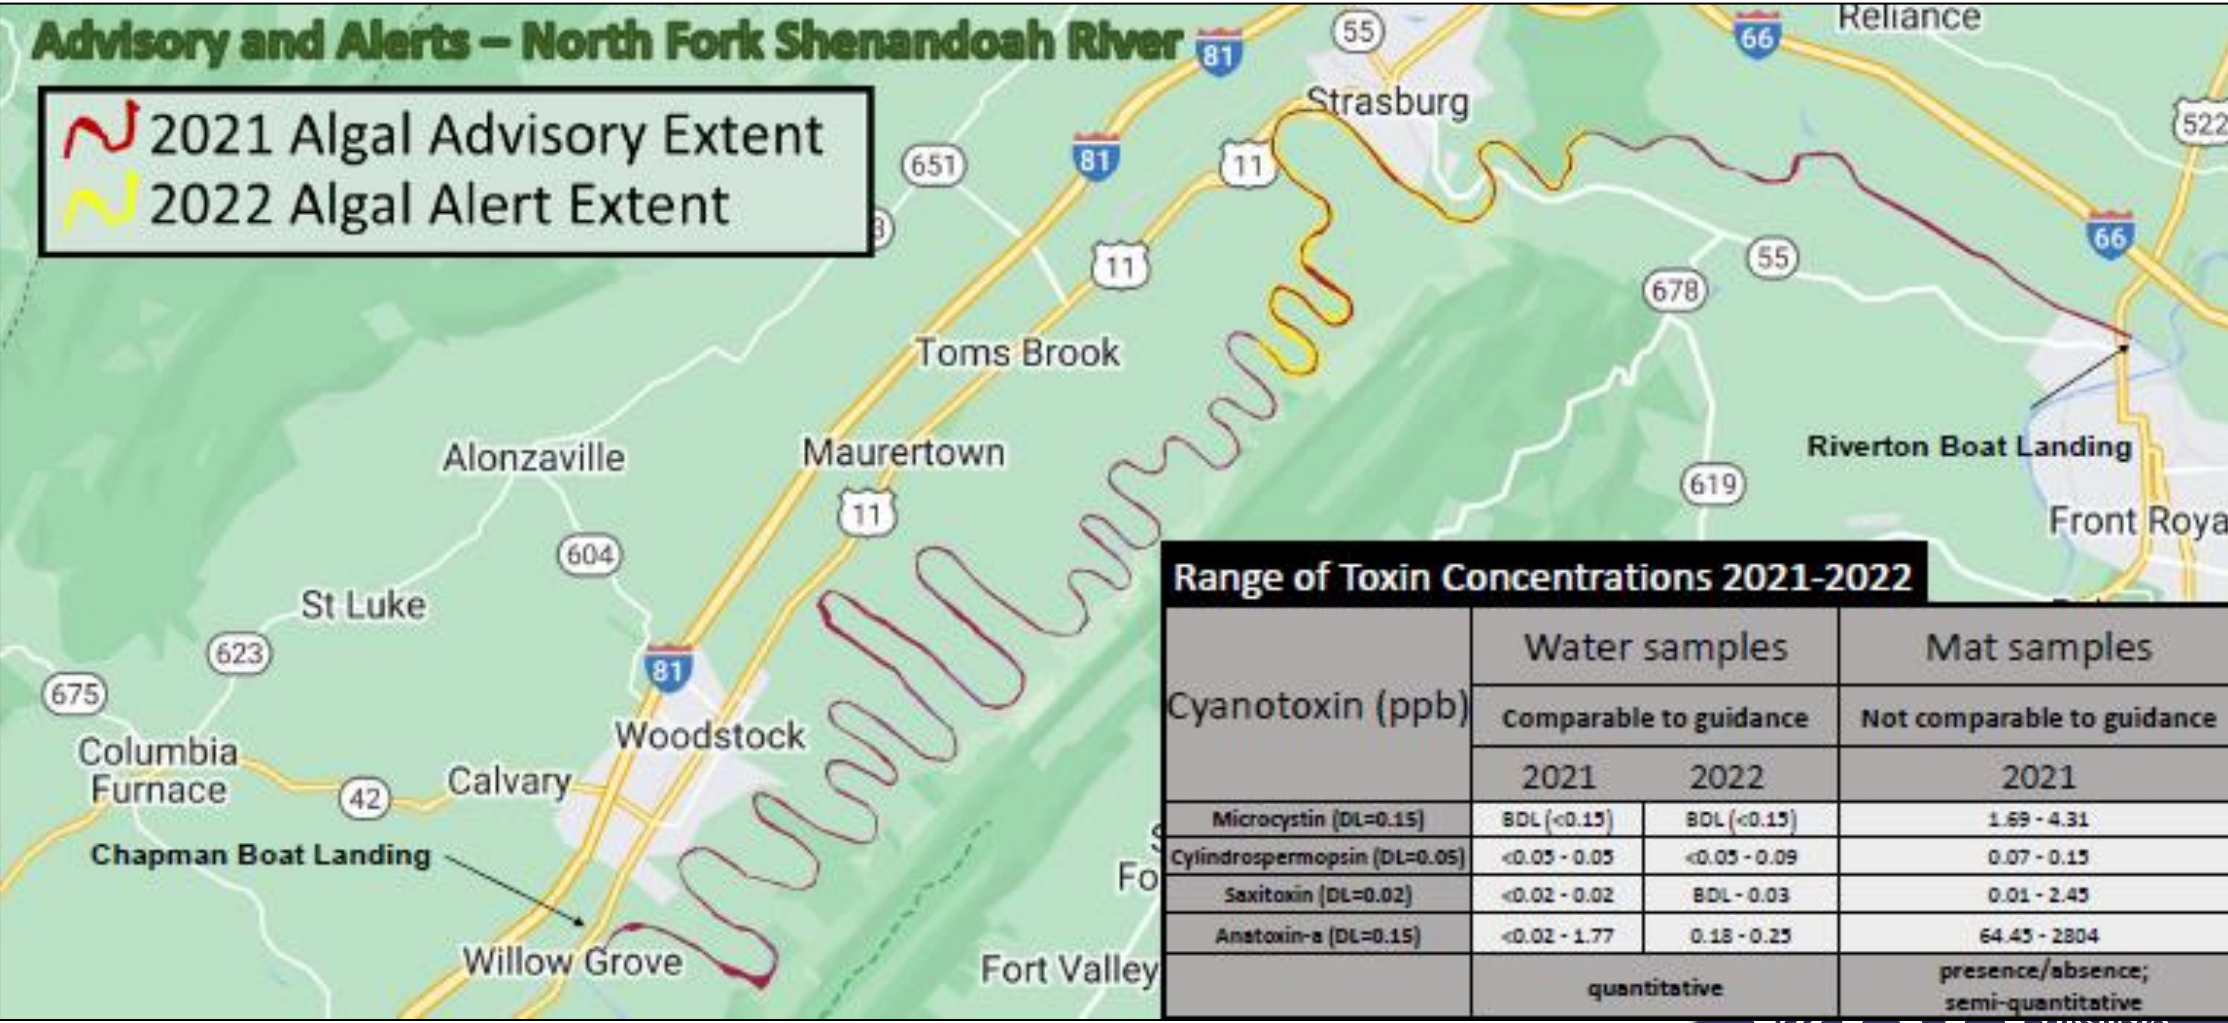 Advisory and Alerts – North Fork Shenandoah River
2021 Algal Advisory Extent
2022 Algal Alert Extent
Reliance
55
81
66
Strasburg
522
651
81
11
11
66
55
678
Toms Brook
Alonzaville
Maurertown
Riverton Boat Landing
619
11
Front Roya
604
St Luke
623
81
675
Woodstock
Columbia
Furnace
Calvary
42
Chapman Boat Landing
Willow Grove
Fort Valley
Fo
Range of Toxin Concentrations 2021-2022
Cyanotoxin (ppb) Water samples Mat samples
Comparable to guidance Not comparable to guidance
2021 2022 2021
Microcystin (DL=0.15) BDL (<0.15) BDL (<0.15) 1.69 - 4.31
Cylindrospermopsin (DL=0.05) <0.05 - 0.05 <0.05 - 0.09 0.07 - 0.15
Saxitoxin (DL=0.02) <0.02 - 0.02 BDL - 0.03 0.01 - 2.45
Anatoxin-a (DL=0.15) <0.02 - 1.77 0.18 - 0.25 64.45 - 2804
quantitative presence/absence;
semi-quantitative